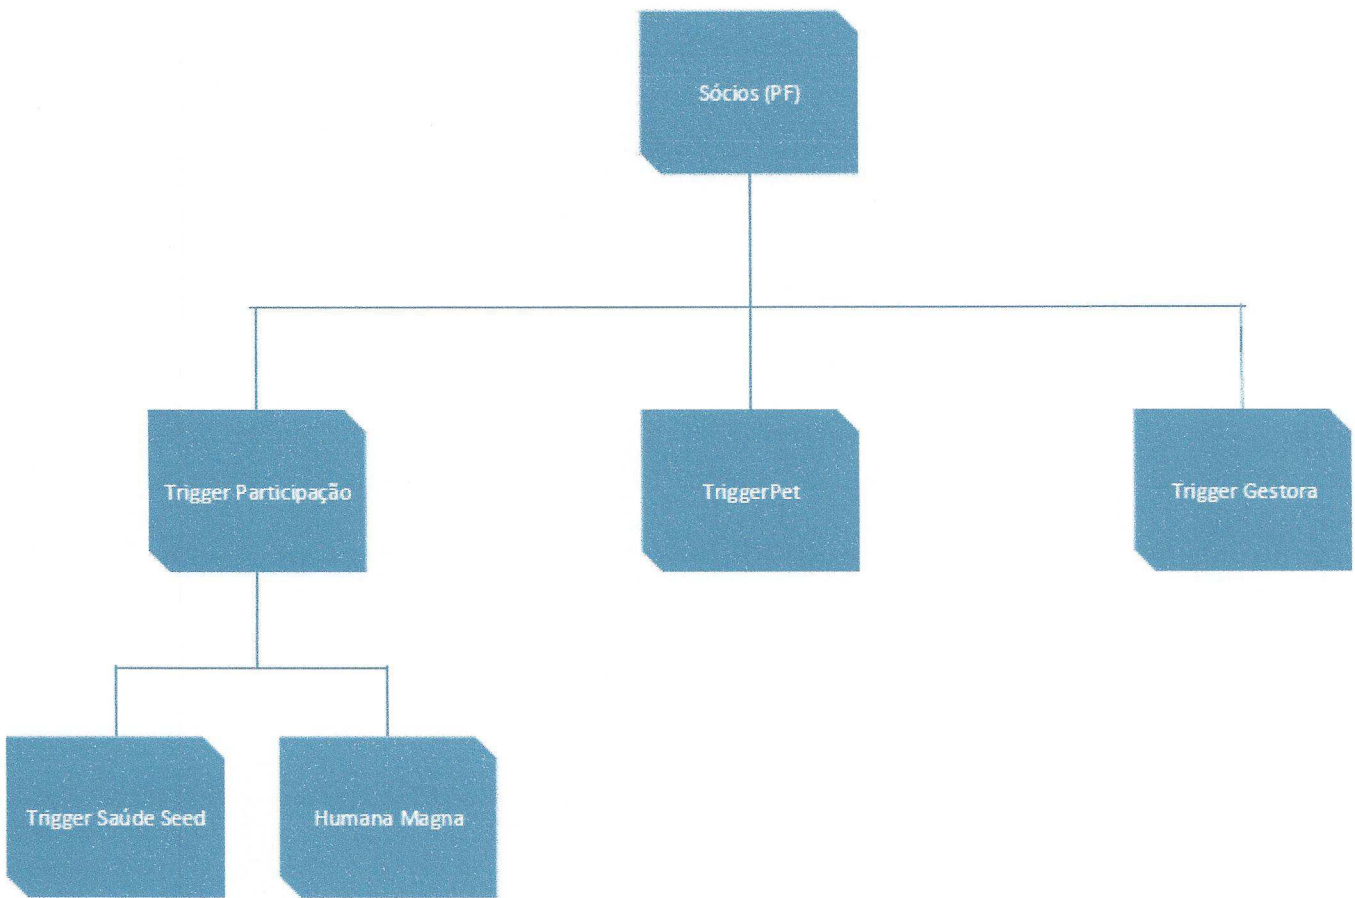 Sócios (PF)
Trigger Participação
TriggerPet
Trigger Gestora
Trigger Saúde Seed
Humana Magna